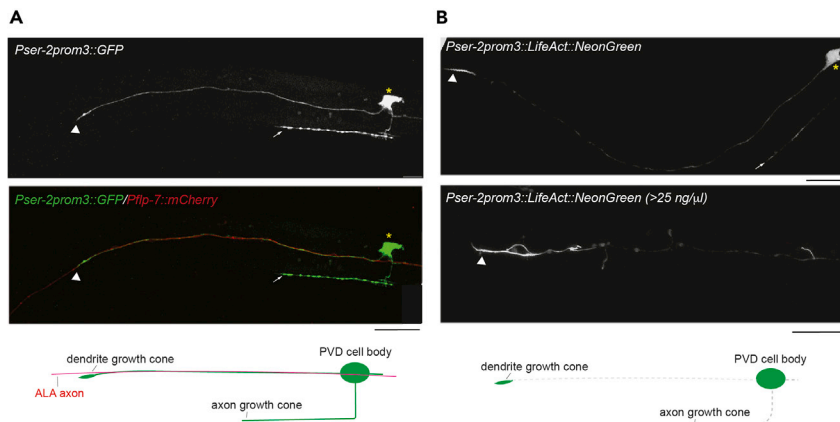 A
B
Pser-2prom3::GFP
Pser-2prom3::LifeAct::NeonGreen
*
*
Pser-2prom3::GFP/Pflp-7::mCherry
Pser-2prom3::LifeAct::NeonGreen (>25 ng/µl)
*
dendrite growth cone
PVD cell body
ALA axon
axon growth cone
dendrite growth cone
PVD cell body
axon growth cone